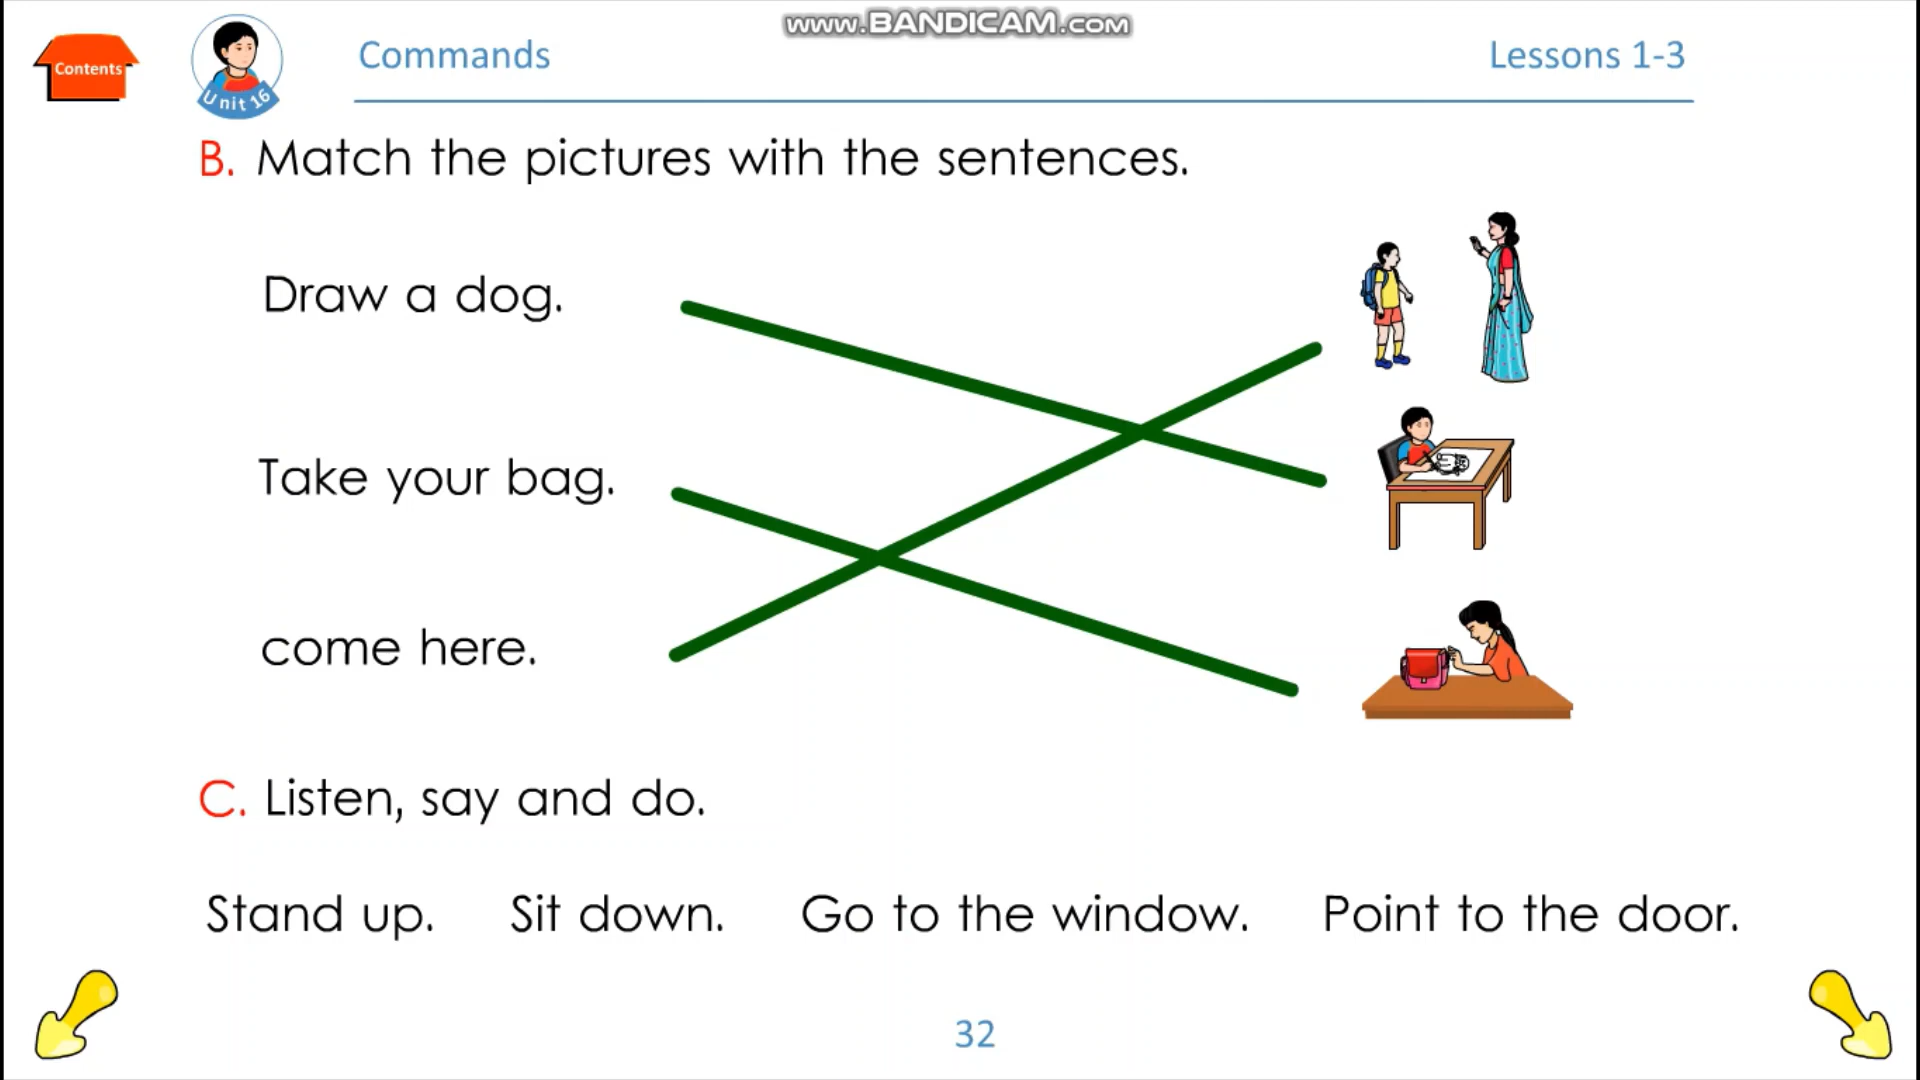 www.BANDICAM.com
Contents
Unit 16
Commands
Lessons 1-3
B. Match the pictures with the sentences.
Draw a dog.
Take your bag.
come here.
C. Listen, say and do.
Stand up. Sit down. Go to the window. Point to the door.
32